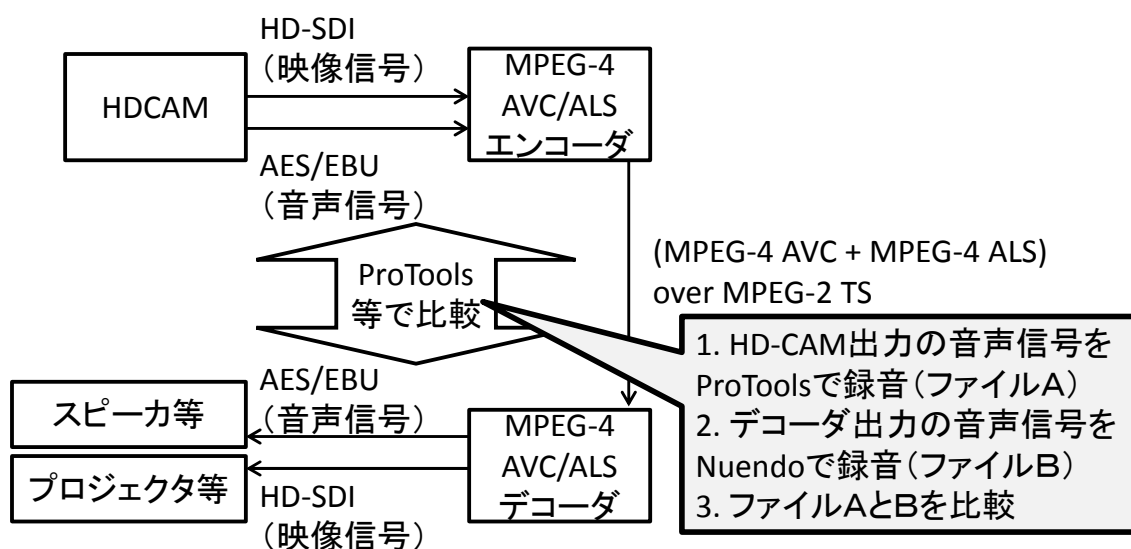 HD-SDI
（映像信号）
HDCAM
MPEG-4
AVC/ALS
エンコーダ
AES/EBU
（音声信号）
ProTools
等で比較
(MPEG-4 AVC + MPEG-4 ALS)
over MPEG-2 TS
1. HD-CAM出力の音声信号を
ProToolsで録音（ファイルＡ）
2. デコーダ出力の音声信号を
Nuendoで録音（ファイルＢ）
3. ファイルＡとＢを比較
スピーカ等
AES/EBU
（音声信号）
MPEG-4
AVC/ALS
デコーダ
プロジェクタ等
HD-SDI
（映像信号）